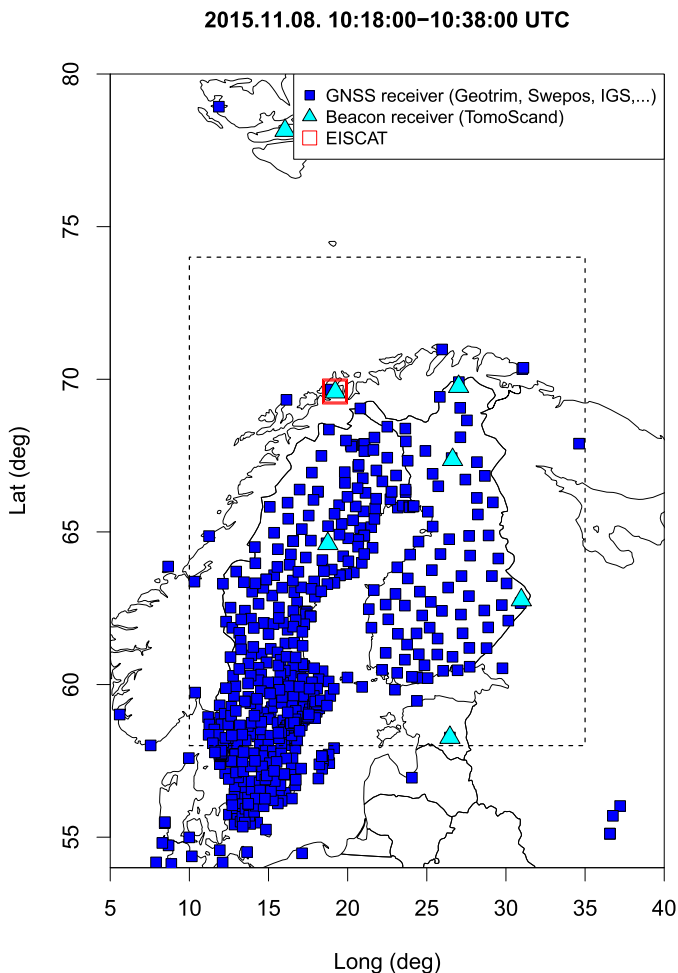 2015.11.08. 10:18:00−10:38:00 UTC
GNSS receiver (Geotrim, Swepos, IGS,...)
Beacon receiver (TomoScand)
EISCAT
80
75
70
65
60
55
Lat (deg)
5 10 15 20 25 30 35 40
Long (deg)